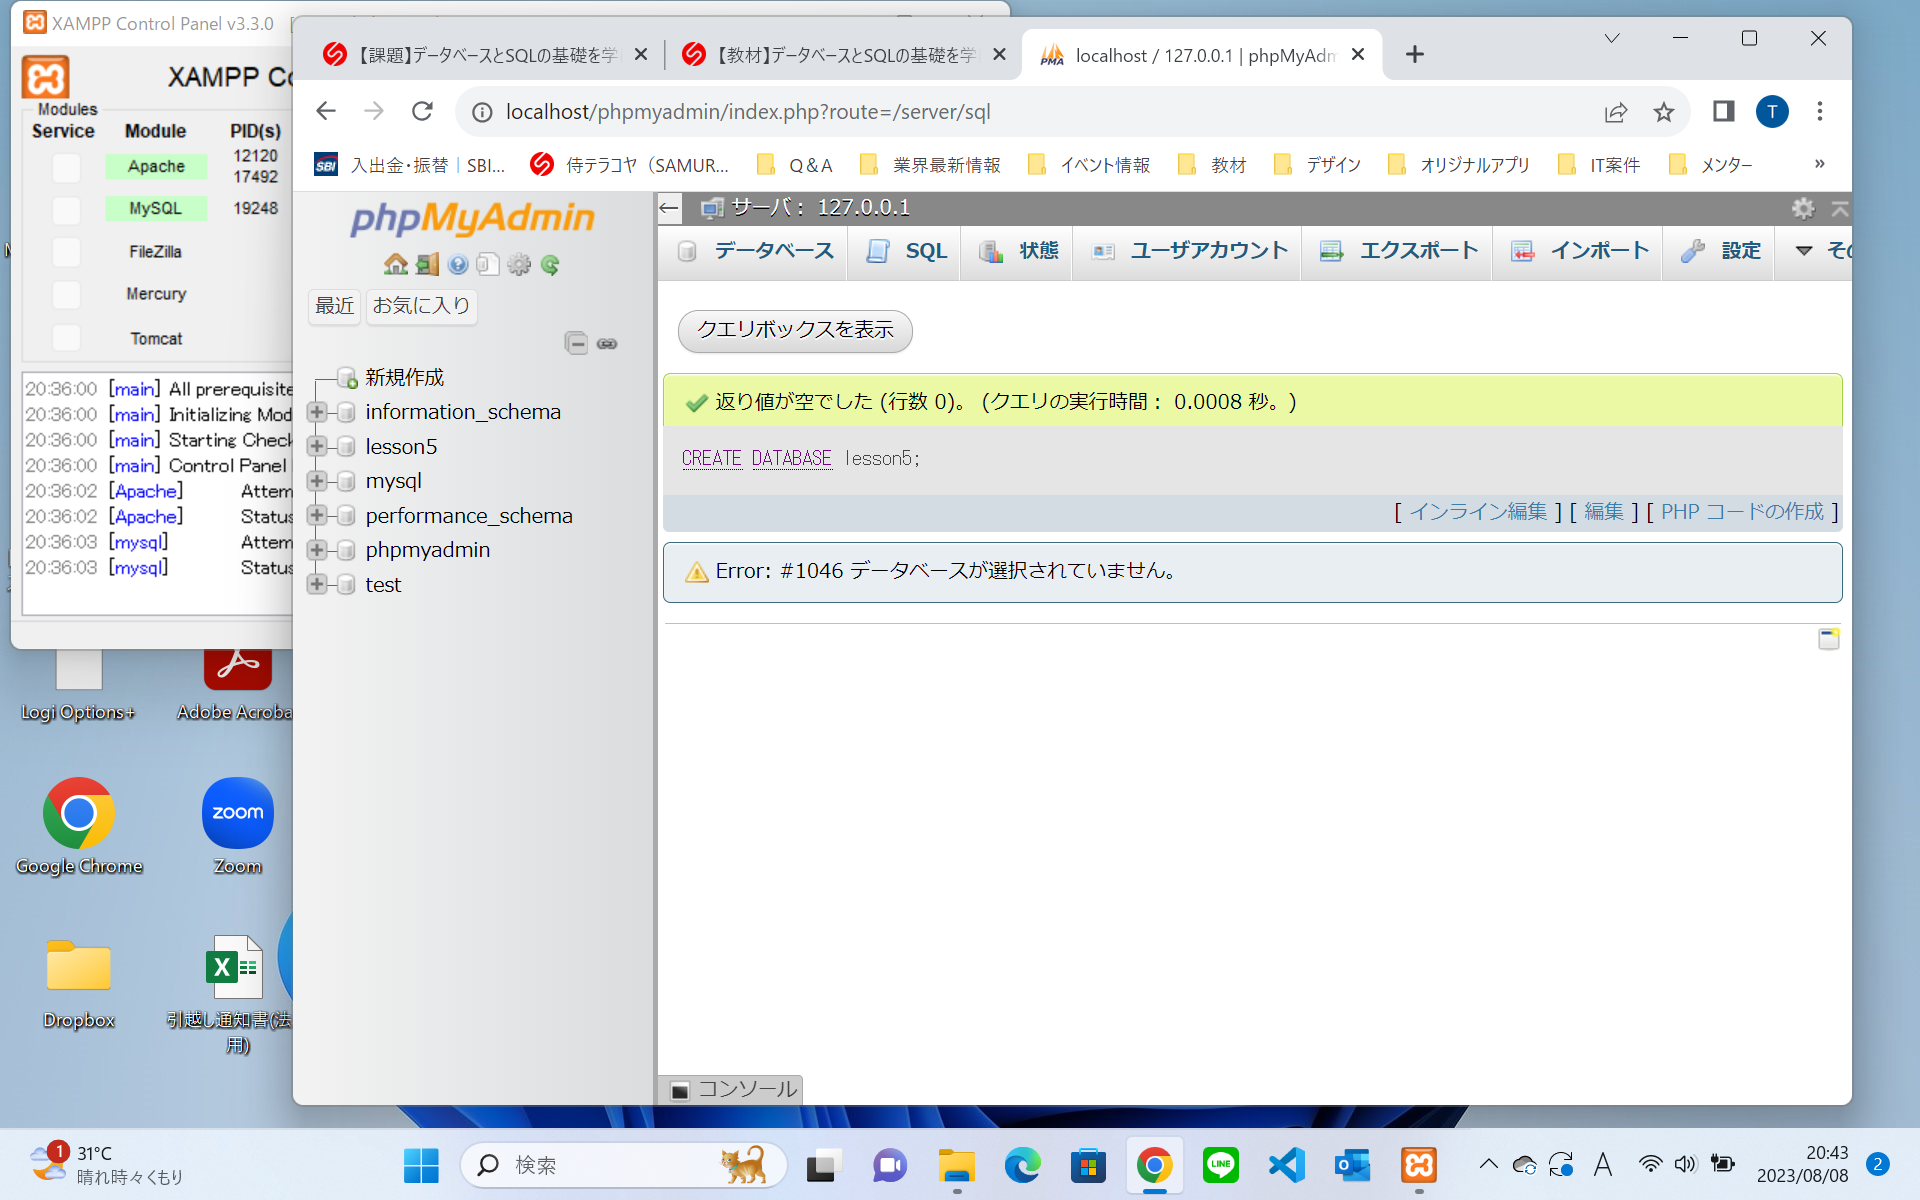 XAMPP Control Panel v3.3.0
XAMPP Co
Modules
Service Module PID(s)
Apache 12120 17492
MySQL 19248
FileZilla
Mercury
Tomcat
20:36:00 [main] All prerequisite
20:36:00 [main] Initializing Mod
20:36:00 [main] Starting Check
20:36:00 [main] Control Panel
20:36:02 [Apache] Attem
20:36:02 [Apache] Status
20:36:03 [mysql] Attem
20:36:03 [mysql] Status
【課題】データベースとSQLの基礎を学
【教材】データベースとSQLの基礎を学
localhost / 127.0.0.1 | phpMyAdm
localhost/phpmyadmin/index.php?route=/server/sql
T
SBI 入出金・振替 | SBI...
侍テラコヤ（SAMUR...
Q&A
業界最新情報
イベント情報
教材
デザイン
オリジナルアプリ
IT案件
メンター
»
phpMyAdmin
最近 お気に入り
新規作成
information_schema
lesson5
mysql
performance_schema
phpmyadmin
test
サーバ： 127.0.0.1
データベース SQL 状態 ユーザアカウント エクスポート インポート 設定 その
クエリボックスを表示
返り値が空でした (行数 0)。 (クエリの実行時間： 0.0008 秒。)
CREATE DATABASE lesson5;
[ インライン編集 ] [ 編集 ] [ PHP コードの作成 ]
Error: #1046 データベースが選択されていません。
コンソール
Logi Options+
Adobe Acroba
Google Chrome
zoom
Zoom
Dropbox
引越し通知書(法
用)
1 31°C
晴れ時々くもり
検索
LINE
A
20:43
2023/08/08
2